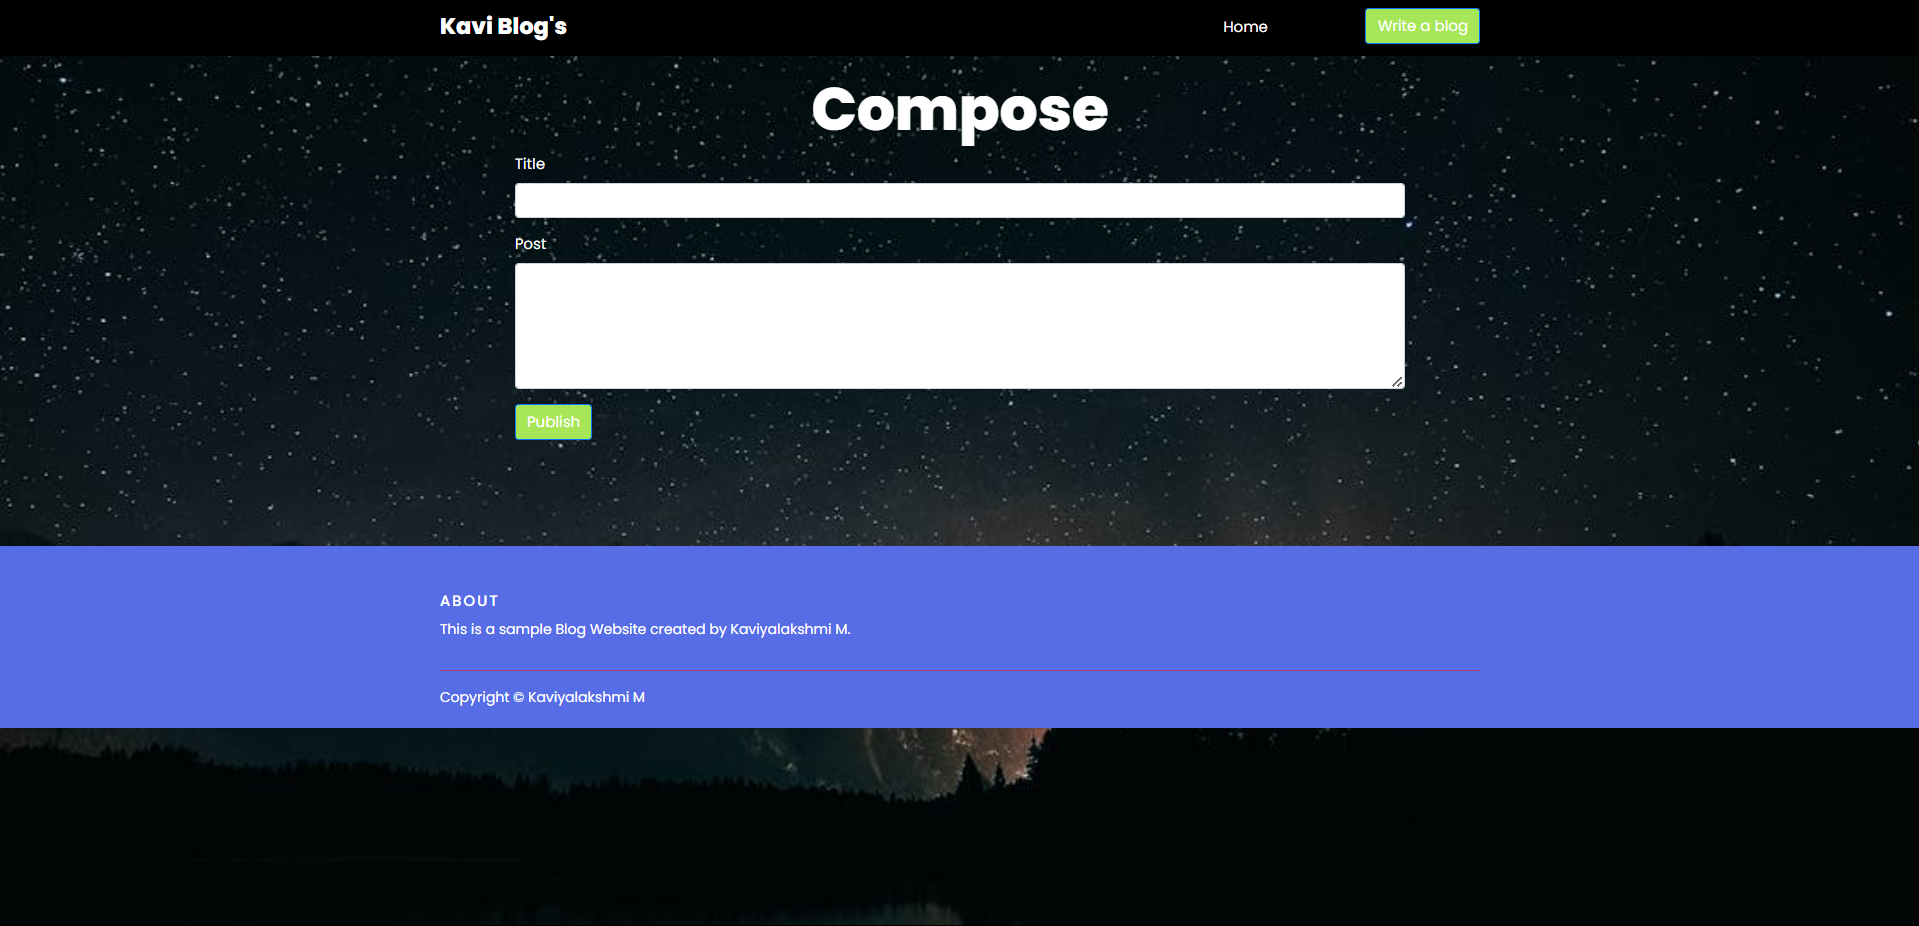 Kavi Blog's
Home
Write a blog
Compose
Title
Post
Publish
ABOUT
This is a sample Blog Website created by Kaviyalakshmi M.
Copyright © Kaviyalakshmi M